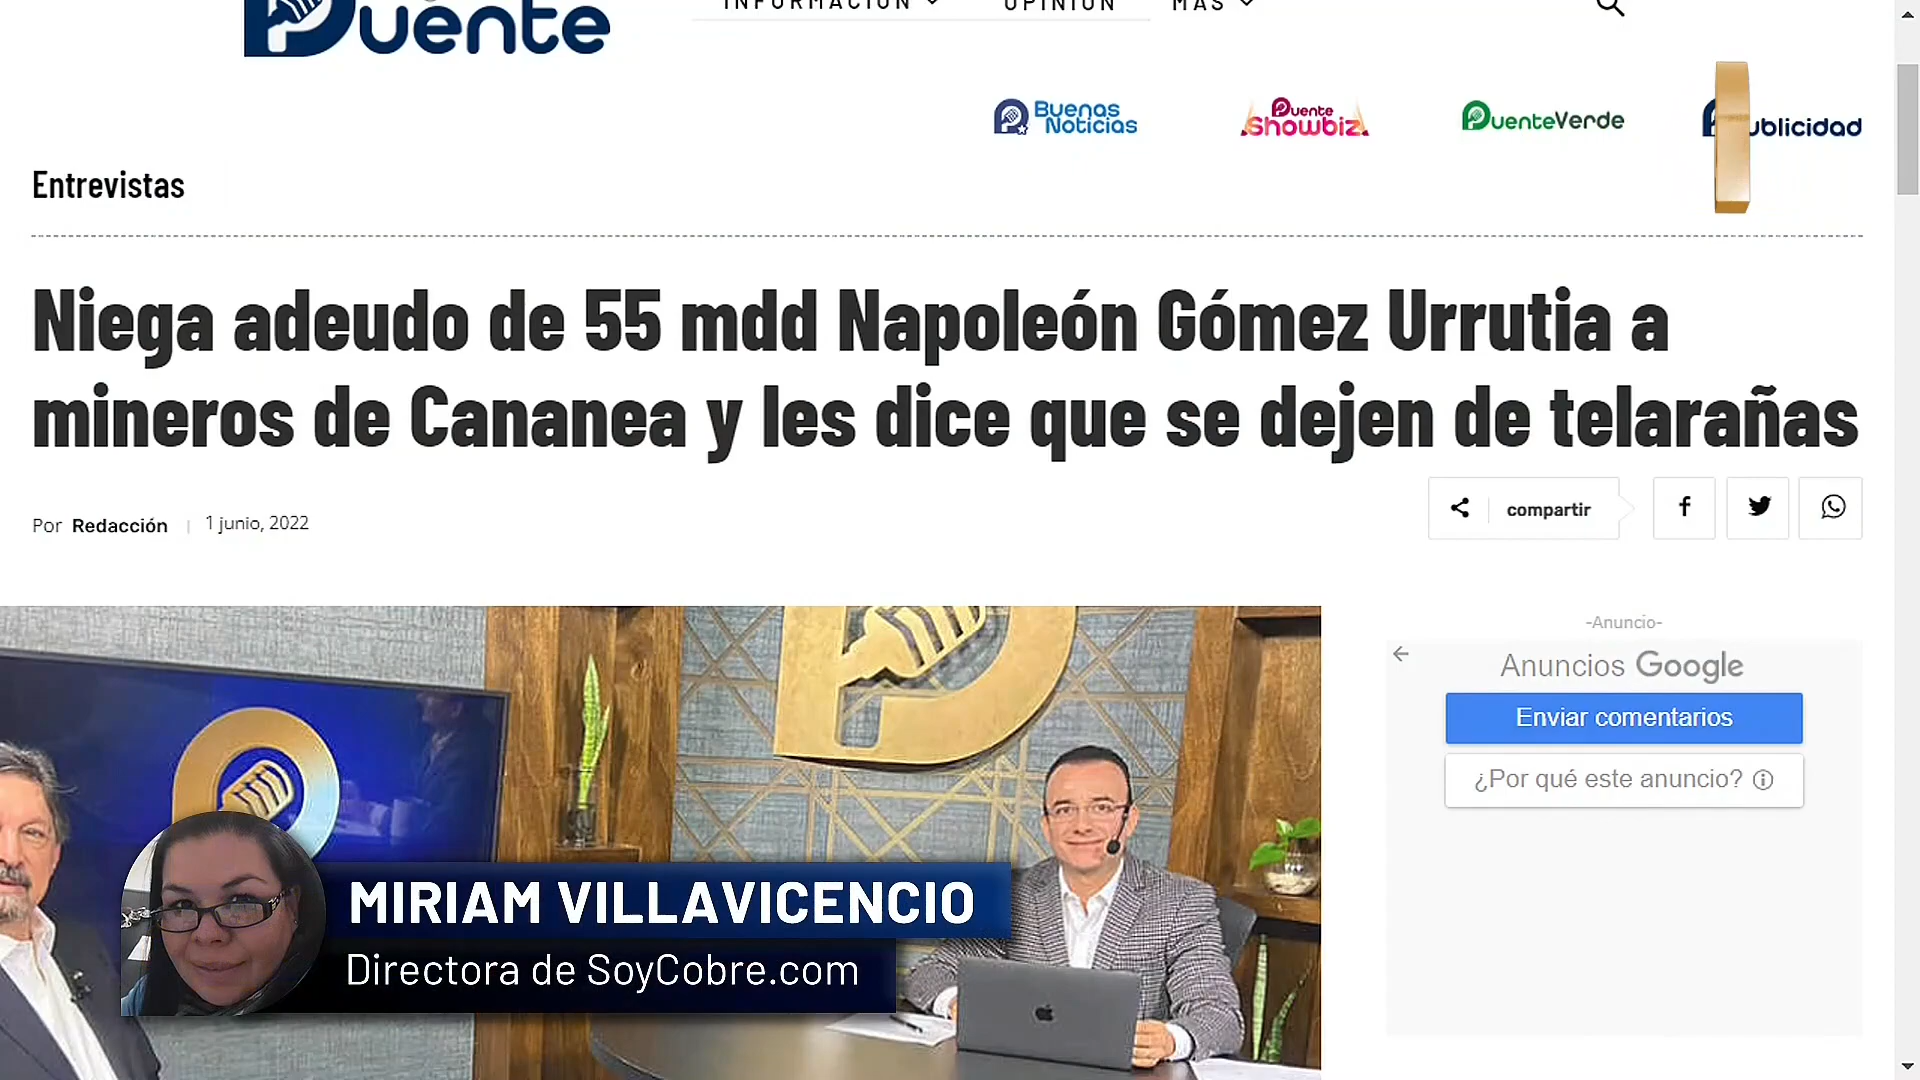 Puente
INFORMACIÓN OPINIÓN MÁS
Buenas
Noticias
Puente
Showbiz
PuenteVerde
ublicidad
Entrevistas
Niega adeudo de 55 mdd Napoleón Gómez Urrutia a
mineros de Cananea y les dice que se dejen de telarañas
Por Redacción | 1 junio, 2022
compartir
-Anuncio-
Anuncios Google
Enviar comentarios
¿Por qué este anuncio?
MIRIAM VILLAVICENCIO
Directora de SoyCobre.com